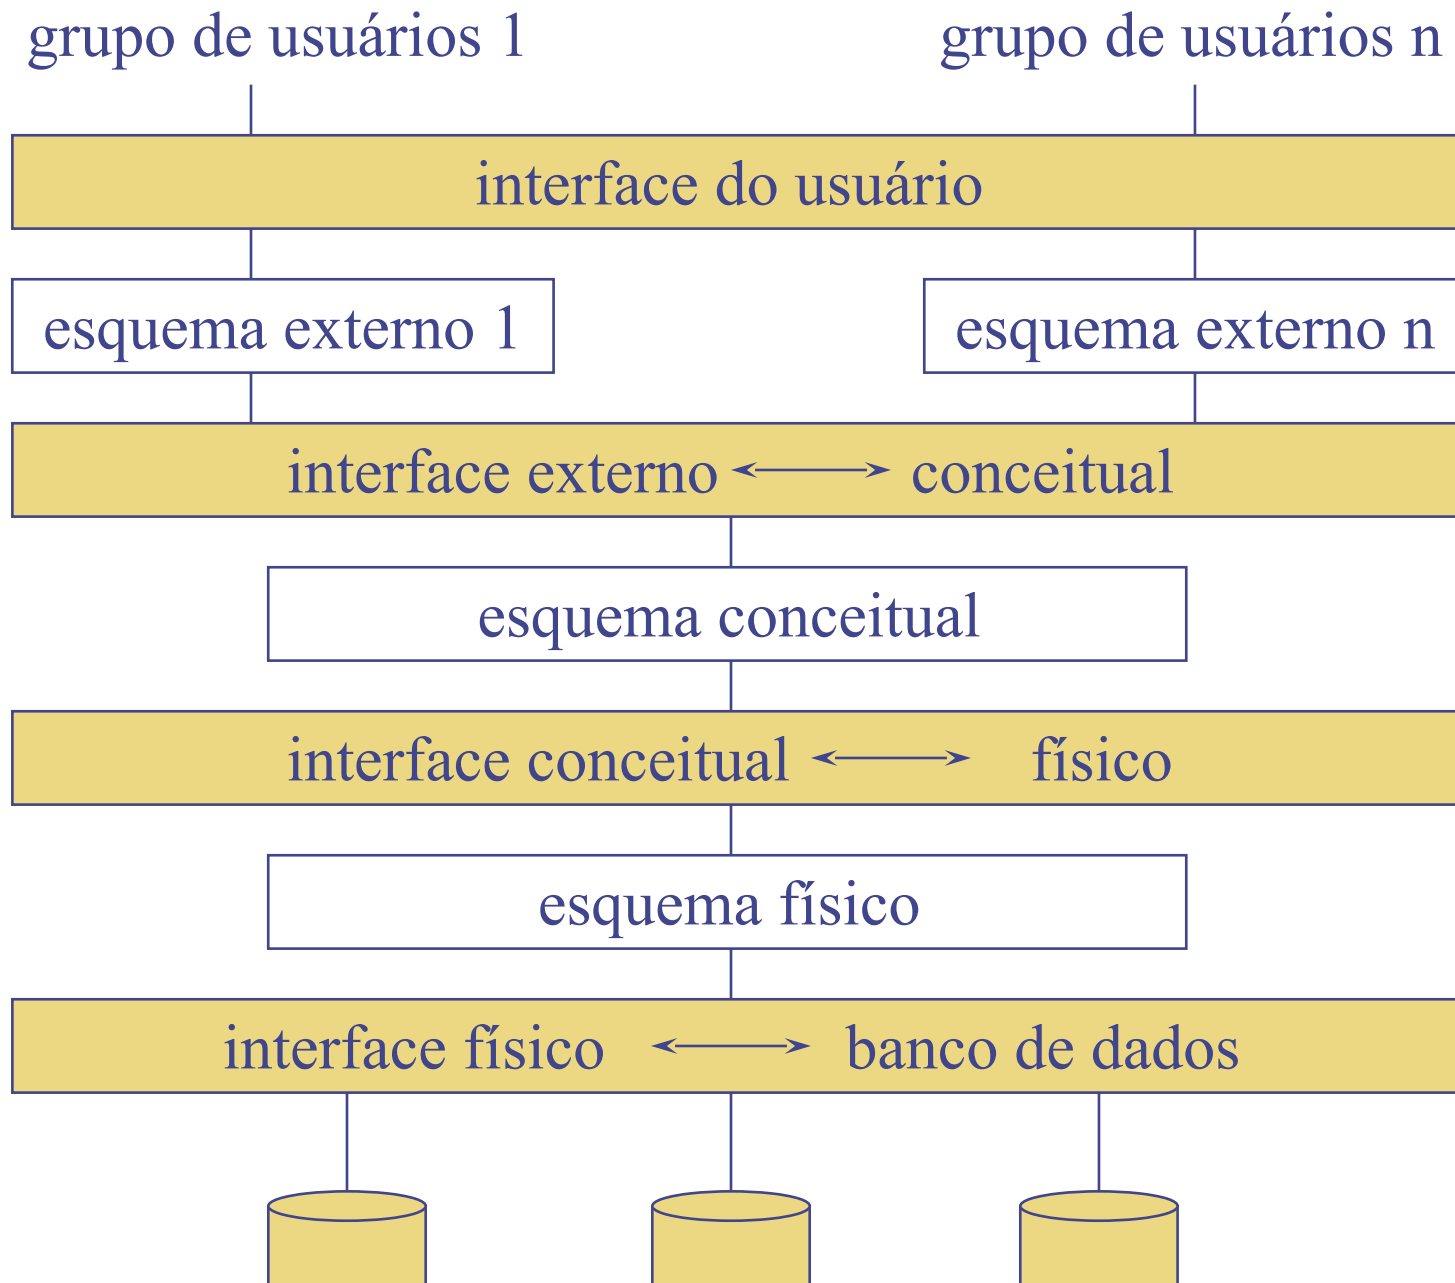 grupo de usuários 1
grupo de usuários n
interface do usuário
esquema externo 1
esquema externo n
interface externo conceitual
esquema conceitual
interface conceitual físico
esquema físico
interface físico banco de dados